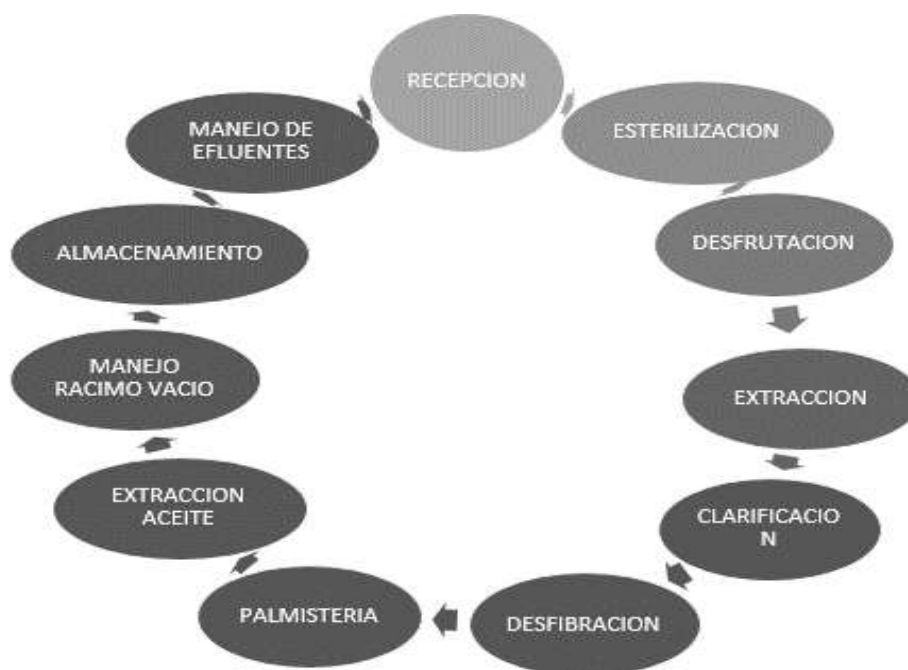 RECEPCION
ESTERILIZACION
DESFRUTACION
EXTRACCION
CLARIFICACIO
N
DESFIBRACION
PALMISTERIA
EXTRACCION
ACEITE
MANEJO
RACIMO VACIO
ALMACENAMIENTO
MANEJO DE
EFLUENTES